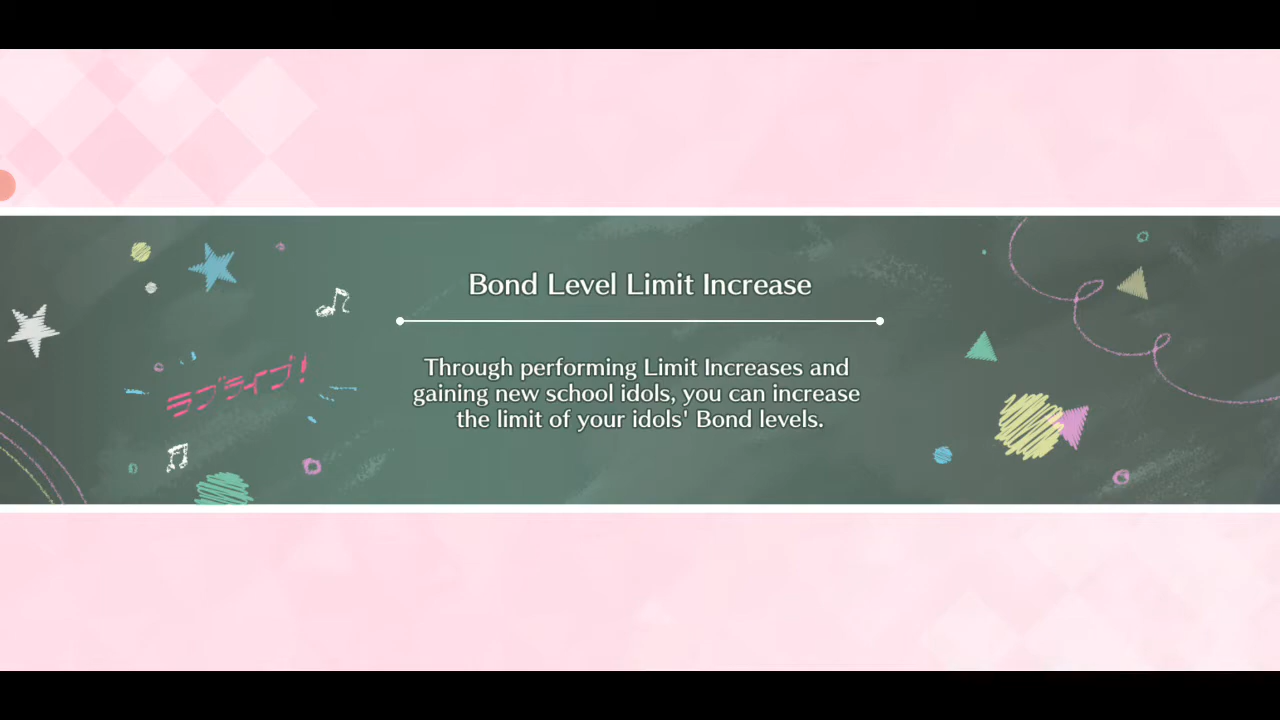 Bond Level Limit Increase
Through performing Limit Increases and
gaining new school idols, you can increase
the limit of your idols' Bond levels.
ラブライブ!